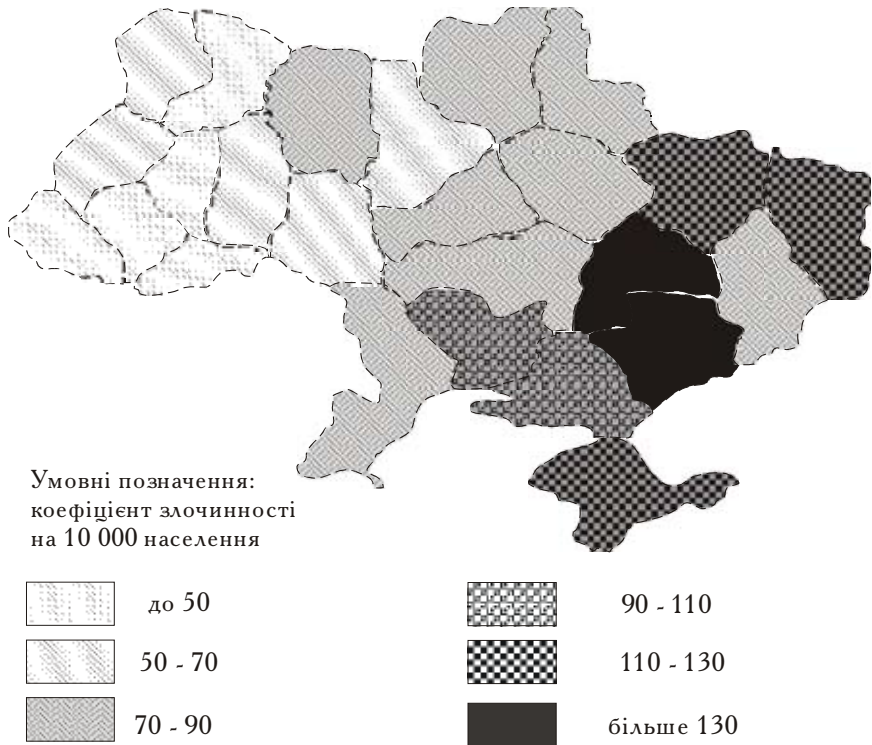 Умовні позначення:
коефіцієнт злочинності
на 10 000 населення
до 50
50 - 70
70 - 90
90 - 110
110 - 130
більше 130